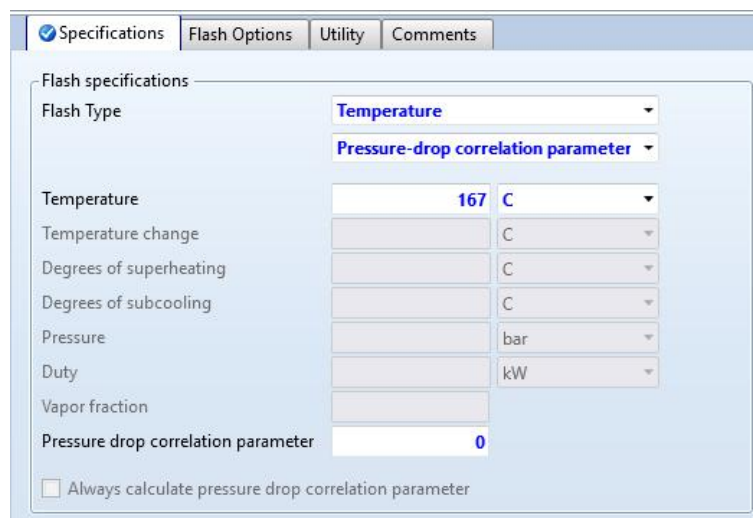 Specifications Flash Options Utility Comments
Flash specifications
Flash Type Temperature
Pressure-drop correlation parameter
Temperature 167 C
Temperature change C
Degrees of superheating C
Degrees of subcooling C
Pressure bar
Duty kW
Vapor fraction
Pressure drop correlation parameter 0
Always calculate pressure drop correlation parameter